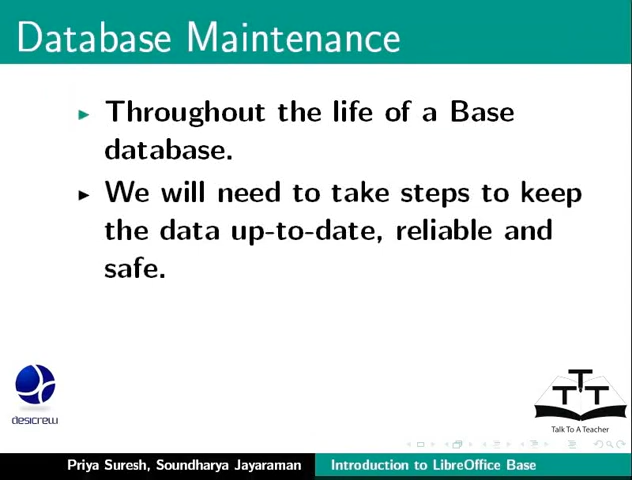 Database Maintenance
Throughout the life of a Base
database.
We will need to take steps to keep
the data up-to-date, reliable and
safe.
desicrew
TTT
Talk To A Teacher
Priya Suresh, Soundharya Jayaraman
Introduction to LibreOffice Base